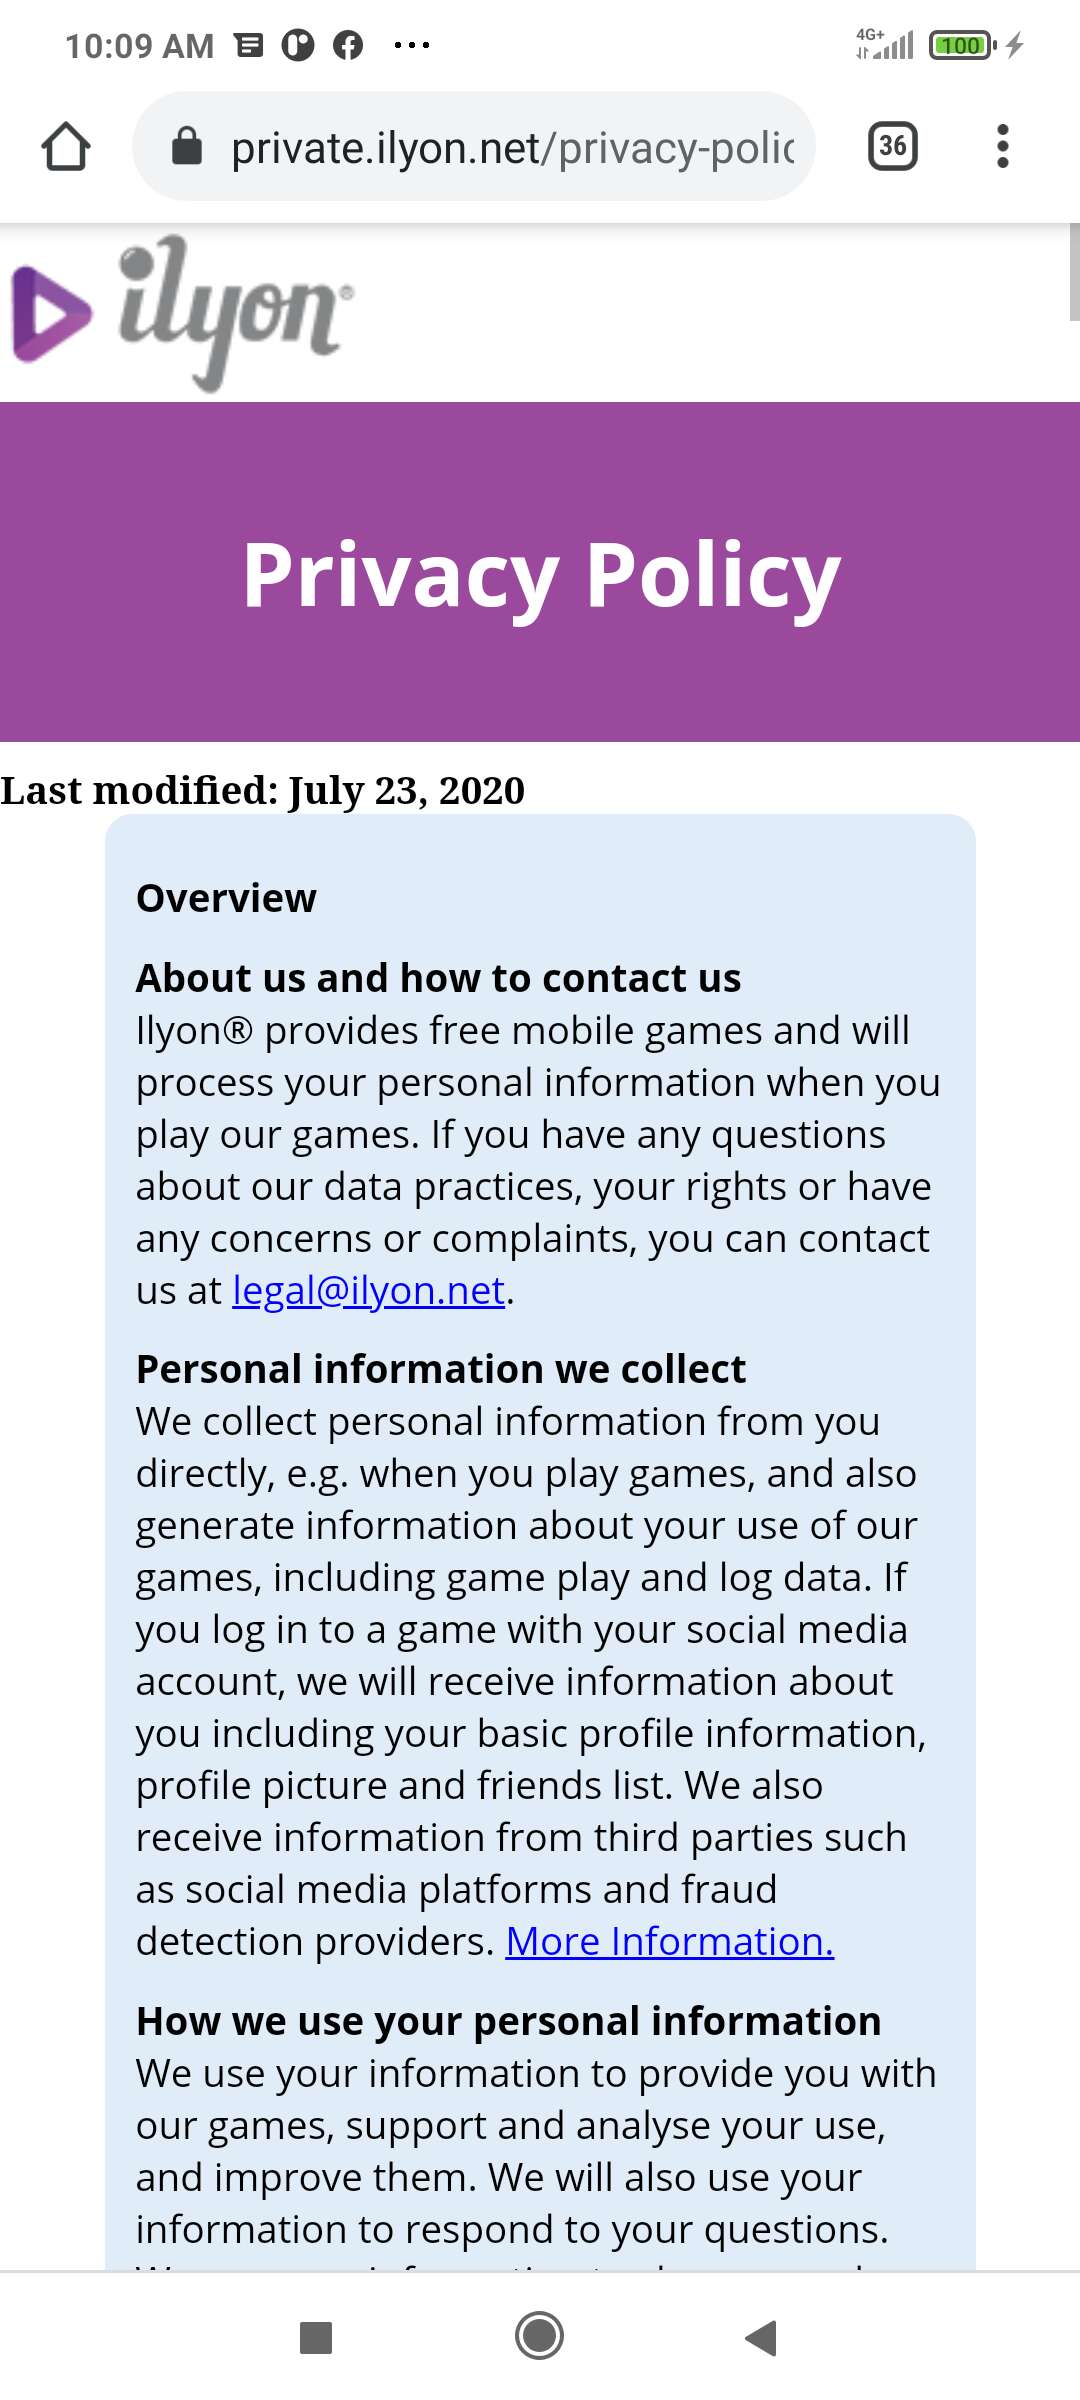 10:09 AM
4G+
100
private.ilyon.net/privacy-polic
36
ilyon®
Privacy Policy
Last modified: July 23, 2020
Overview
About us and how to contact us
Ilyon® provides free mobile games and will
process your personal information when you
play our games. If you have any questions
about our data practices, your rights or have
any concerns or complaints, you can contact
us at legal@ilyon.net.
Personal information we collect
We collect personal information from you
directly, e.g. when you play games, and also
generate information about your use of our
games, including game play and log data. If
you log in to a game with your social media
account, we will receive information about
you including your basic profile information,
profile picture and friends list. We also
receive information from third parties such
as social media platforms and fraud
detection providers. More Information.
How we use your personal information
We use your information to provide you with
our games, support and analyse your use,
and improve them. We will also use your
information to respond to your questions.